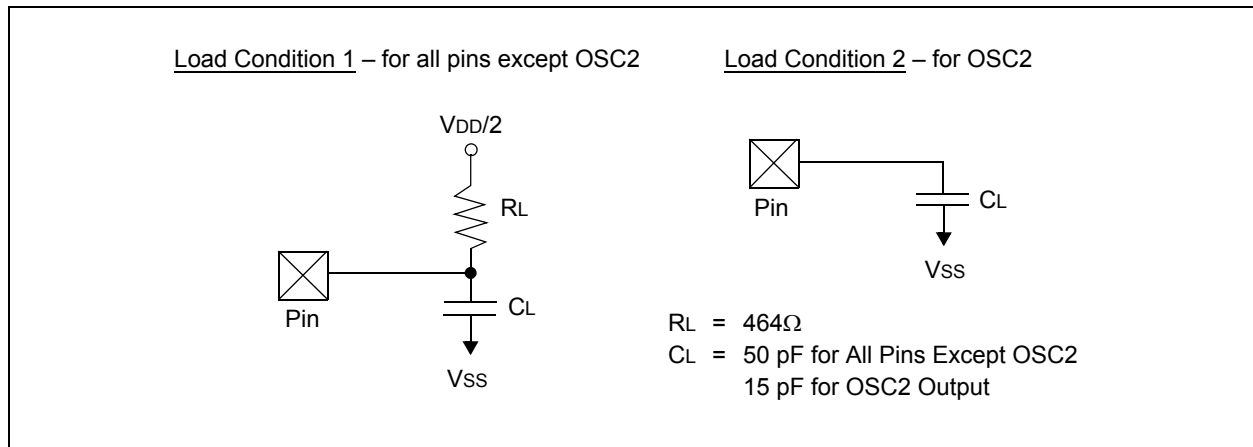 Load Condition 1 – for all pins except OSC2
VDD/2
RL
Pin
CL
VSS
Load Condition 2 – for OSC2
Pin
CL
VSS
RL = 464Ω
CL = 50 pF for All Pins Except OSC2
15 pF for OSC2 Output